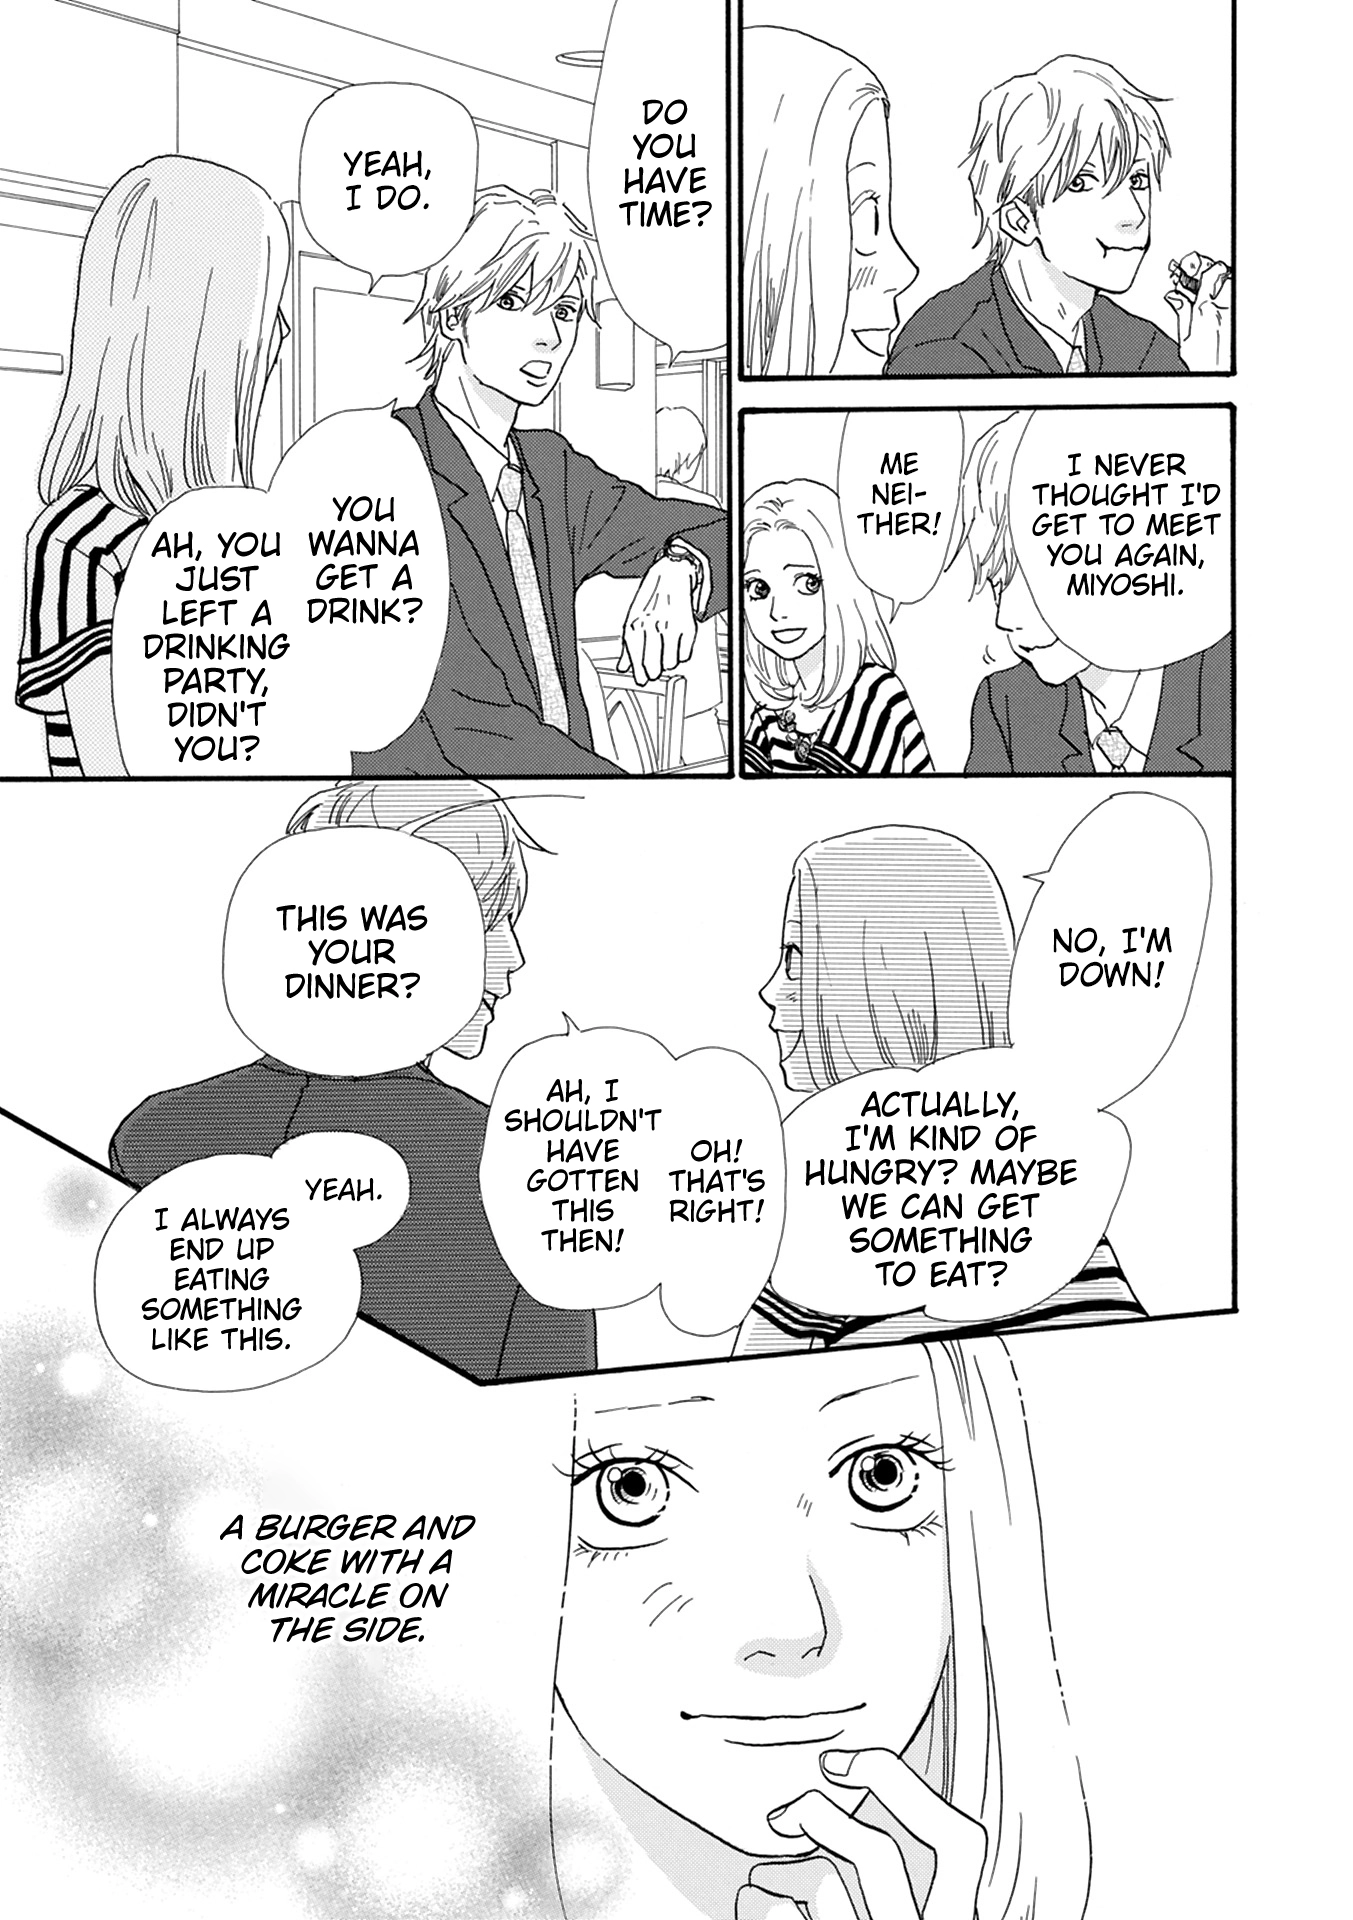 I NEVER
THOUGHT I'D
GET TO MEET
YOU AGAIN,
MIYOSHI.
ME
NEI-
THER!
DO
YOU
HAVE
TIME?
YEAH,
I DO.
YOU
WANNA
GET A
DRINK?
AH, YOU
JUST
LEFT A
DRINKING
PARTY,
DIDN'T
YOU?
NO, I'M
DOWN!
ACTUALLY,
I'M KIND OF
HUNGRY? MAYBE
WE CAN GET
SOMETHING
TO EAT?
OH!
THAT'S
RIGHT!
AH, I
SHOULDN'T
HAVE
GOTTEN
THIS
THEN!
THIS WAS
YOUR
DINNER?
YEAH.
I ALWAYS
END UP
EATING
SOMETHING
LIKE THIS.
A BURGER AND
COKE WITH A
MIRACLE ON
THE SIDE.